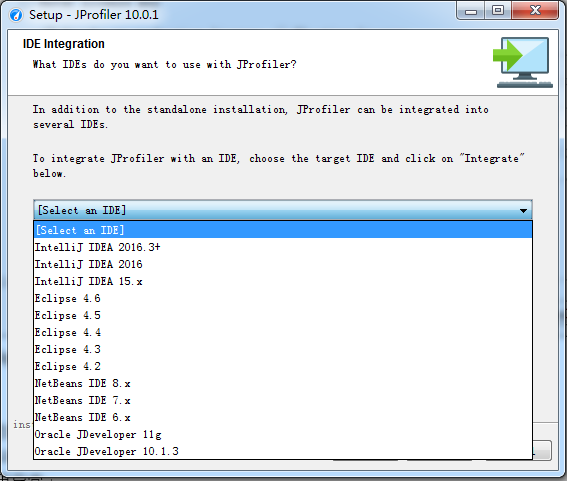 Setup - JProfiler 10.0.1
IDE Integration
What IDEs do you want to use with JProfiler?
In addition to the standalone installation, JProfiler can be integrated into
several IDEs.
To integrate JProfiler with an IDE, choose the target IDE and click on "Integrate"
below.
[Select an IDE]
[Select an IDE]
IntelliJ IDEA 2016.3+
IntelliJ IDEA 2016
IntelliJ IDEA 15.x
Eclipse 4.6
Eclipse 4.5
Eclipse 4.4
Eclipse 4.3
Eclipse 4.2
NetBeans IDE 8.x
NetBeans IDE 7.x
NetBeans IDE 6.x
Oracle JDeveloper 11g
Oracle JDeveloper 10.1.3